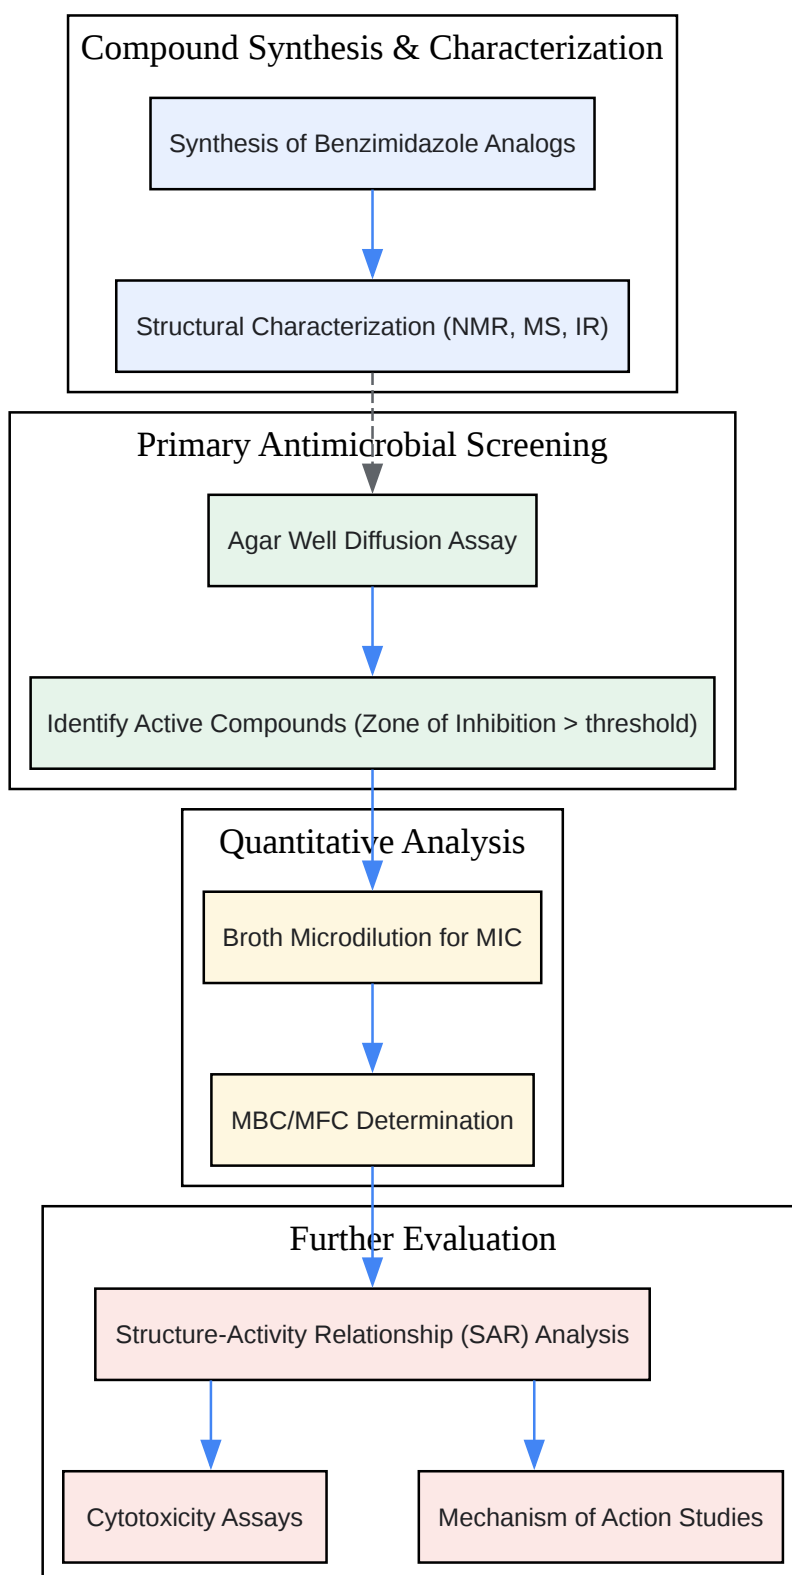 Compound Synthesis & Characterization
Synthesis of Benzimidazole Analogs
Structural Characterization (NMR, MS, IR)
Primary Antimicrobial Screening
Agar Well Diffusion Assay
Identify Active Compounds (Zone of Inhibition > threshold)
Quantitative Analysis
Broth Microdilution for MIC
MBC/MFC Determination
Further Evaluation
Structure-Activity Relationship (SAR) Analysis
Cytotoxicity Assays
Mechanism of Action Studies